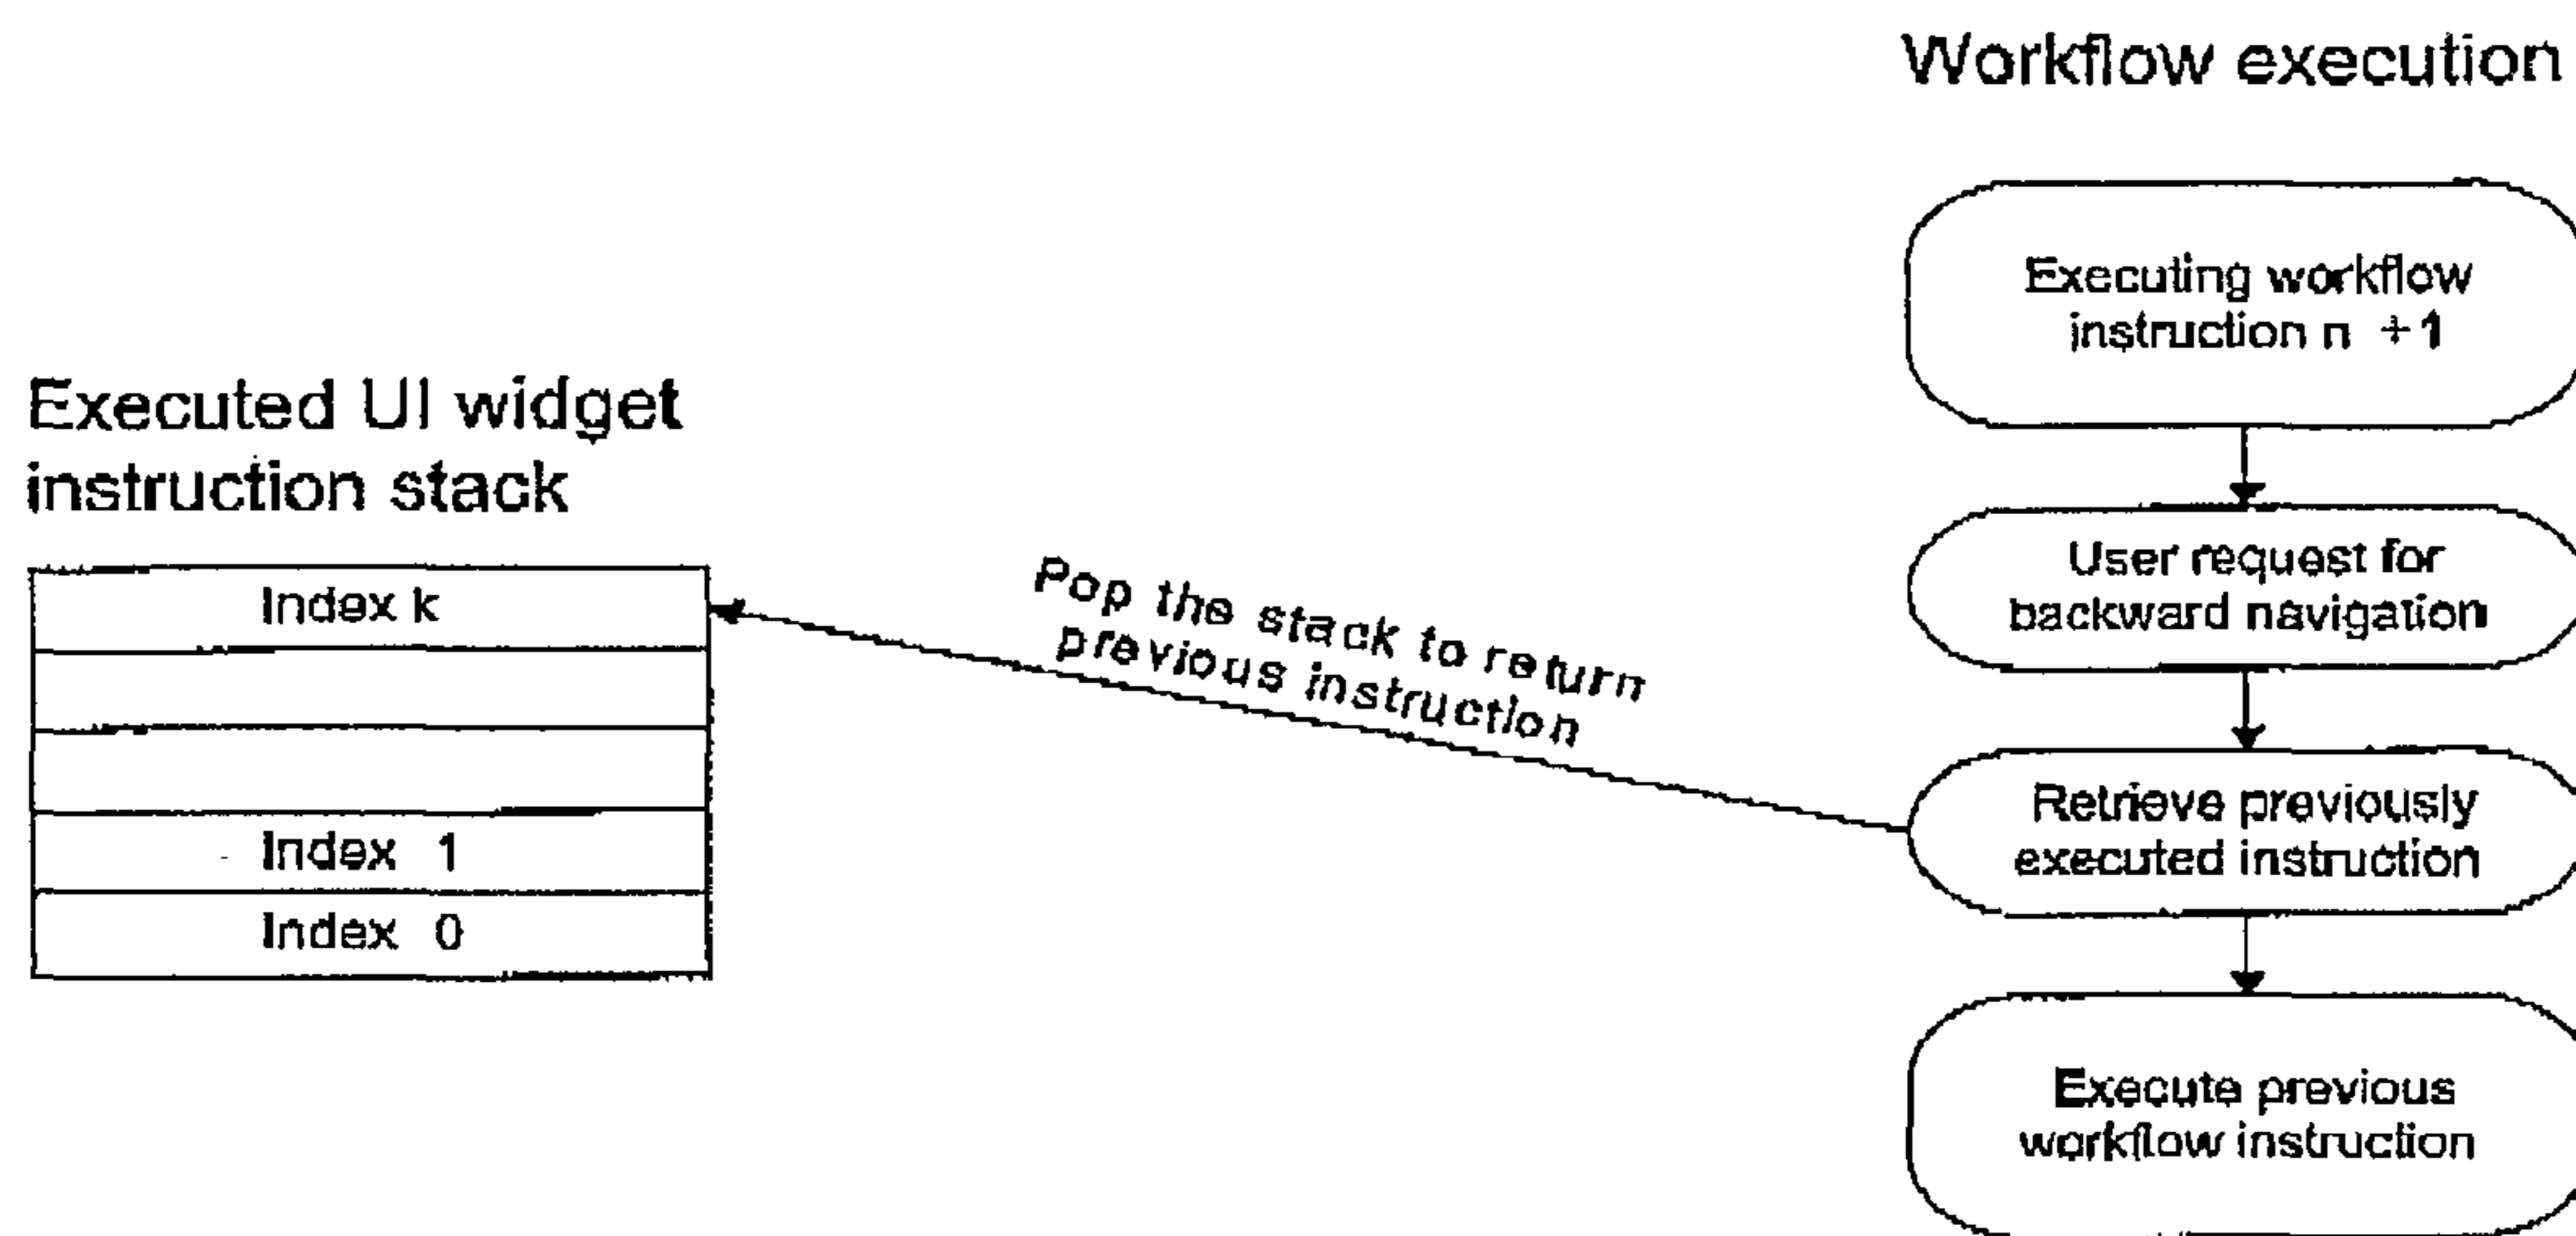 Workflow execution
Executing workflow
instruction n + 1
Executed UI widget
instruction stack
User request for
backward navigation
Pop the stack to return
previous instruction
Index k
Index 1
Index 0
Retrieve previously
executed instruction
Execute previous
workflow instruction